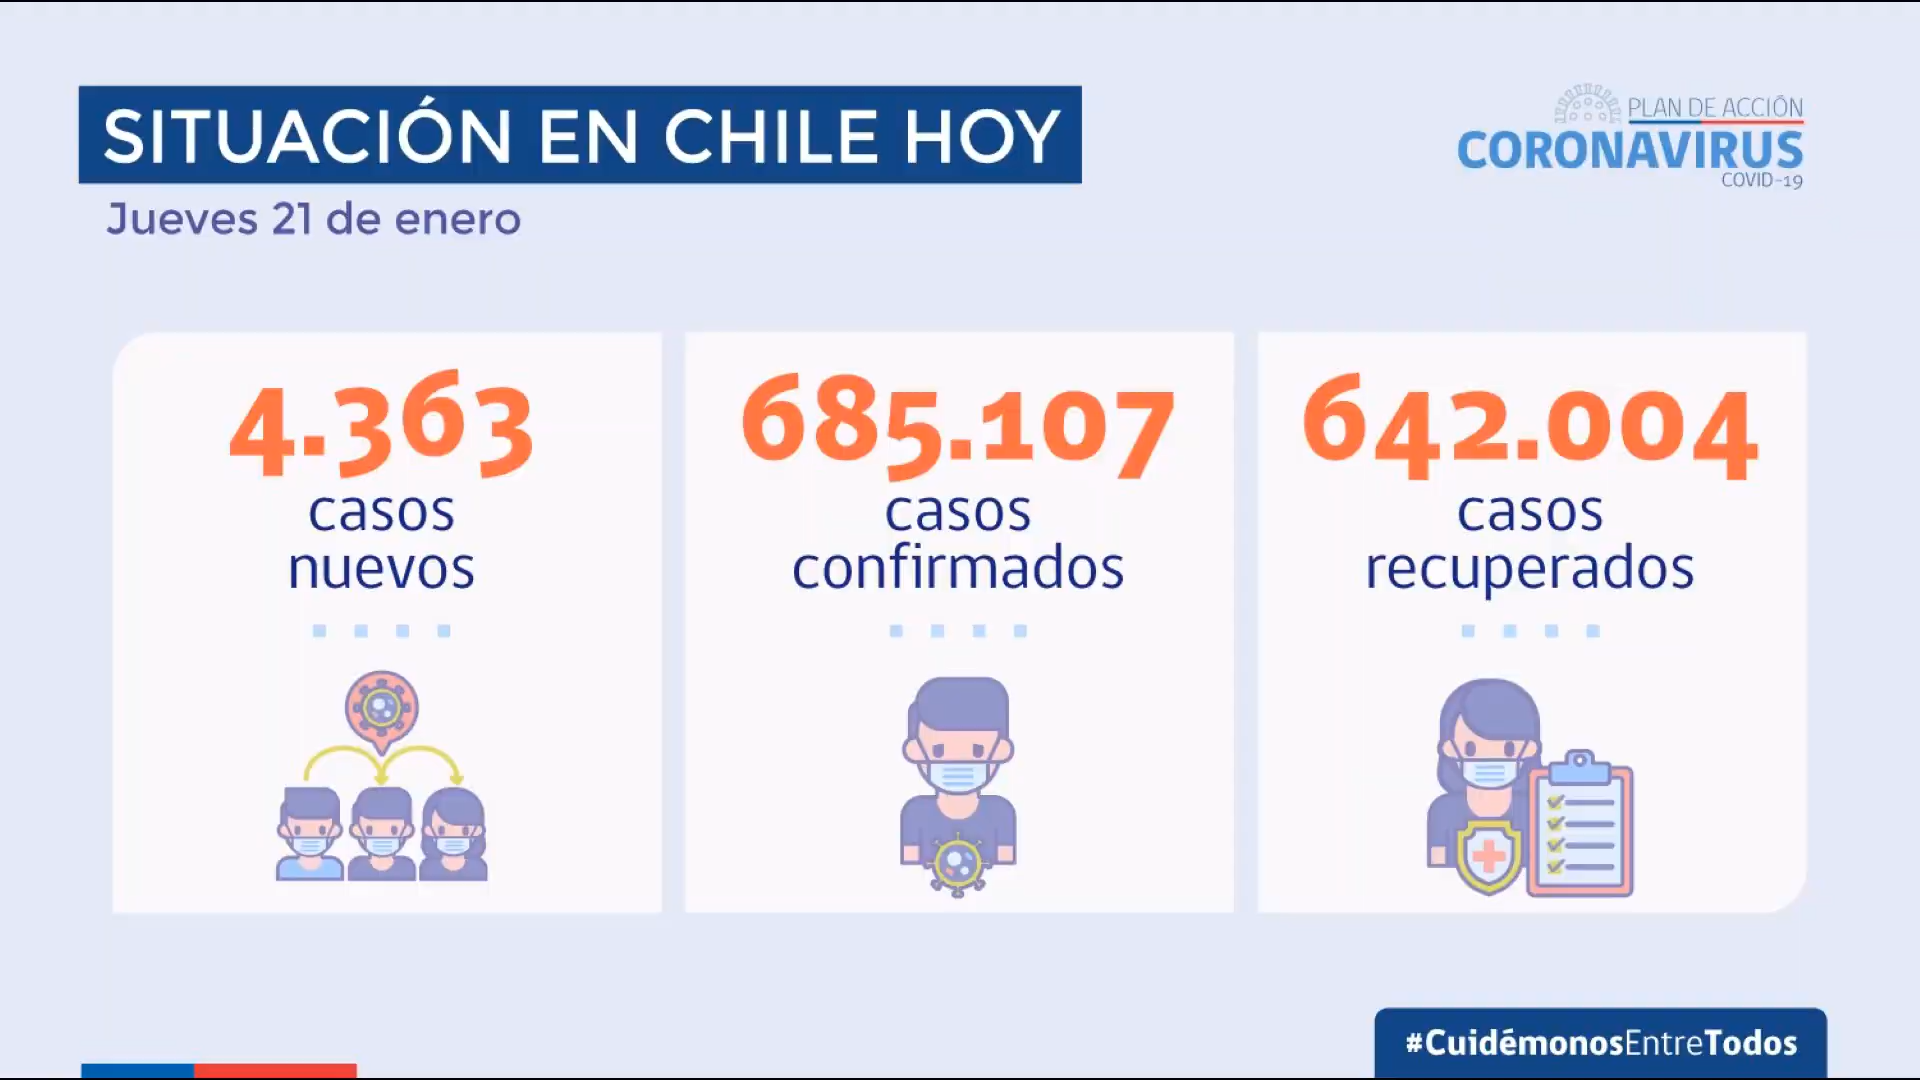 SITUACIÓN EN CHILE HOY
Jueves 21 de enero
PLAN DE ACCIÓN
CORONAVIRUS
COVID-19
4.363
casos
nuevos
685.107
casos
confirmados
642.004
casos
recuperados
#CuidémonosEntreTodos